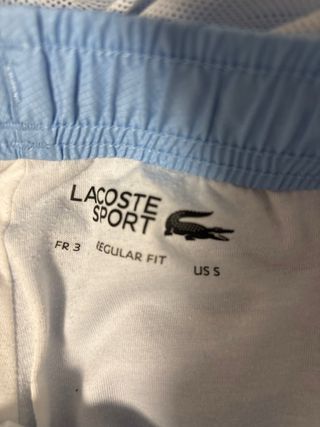 LACOSTE
SPORT
FR 3 REGULAR FIT US S